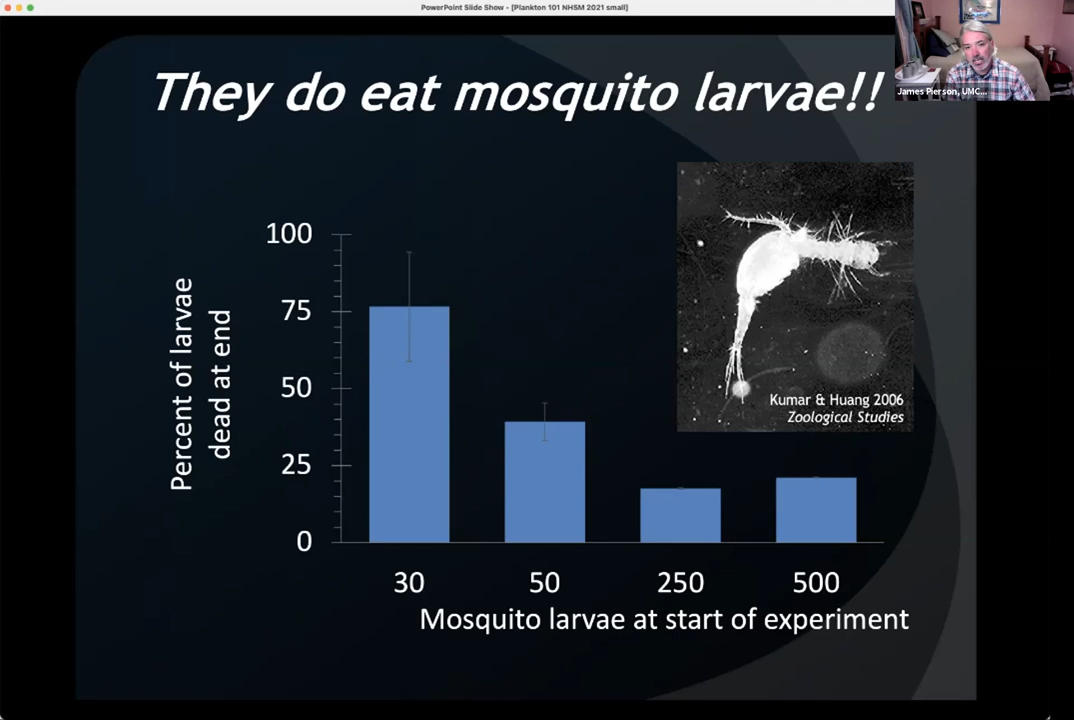 PowerPoint Slide Show - [Plankton 101 NHSM 2021 small]
James Pierson, UMC...
They do eat mosquito larvae!!
Percent of larvae
dead at end
100
75
50
25
0
30
50
250
500
Mosquito larvae at start of experiment
Kumar & Huang 2006
Zoological Studies